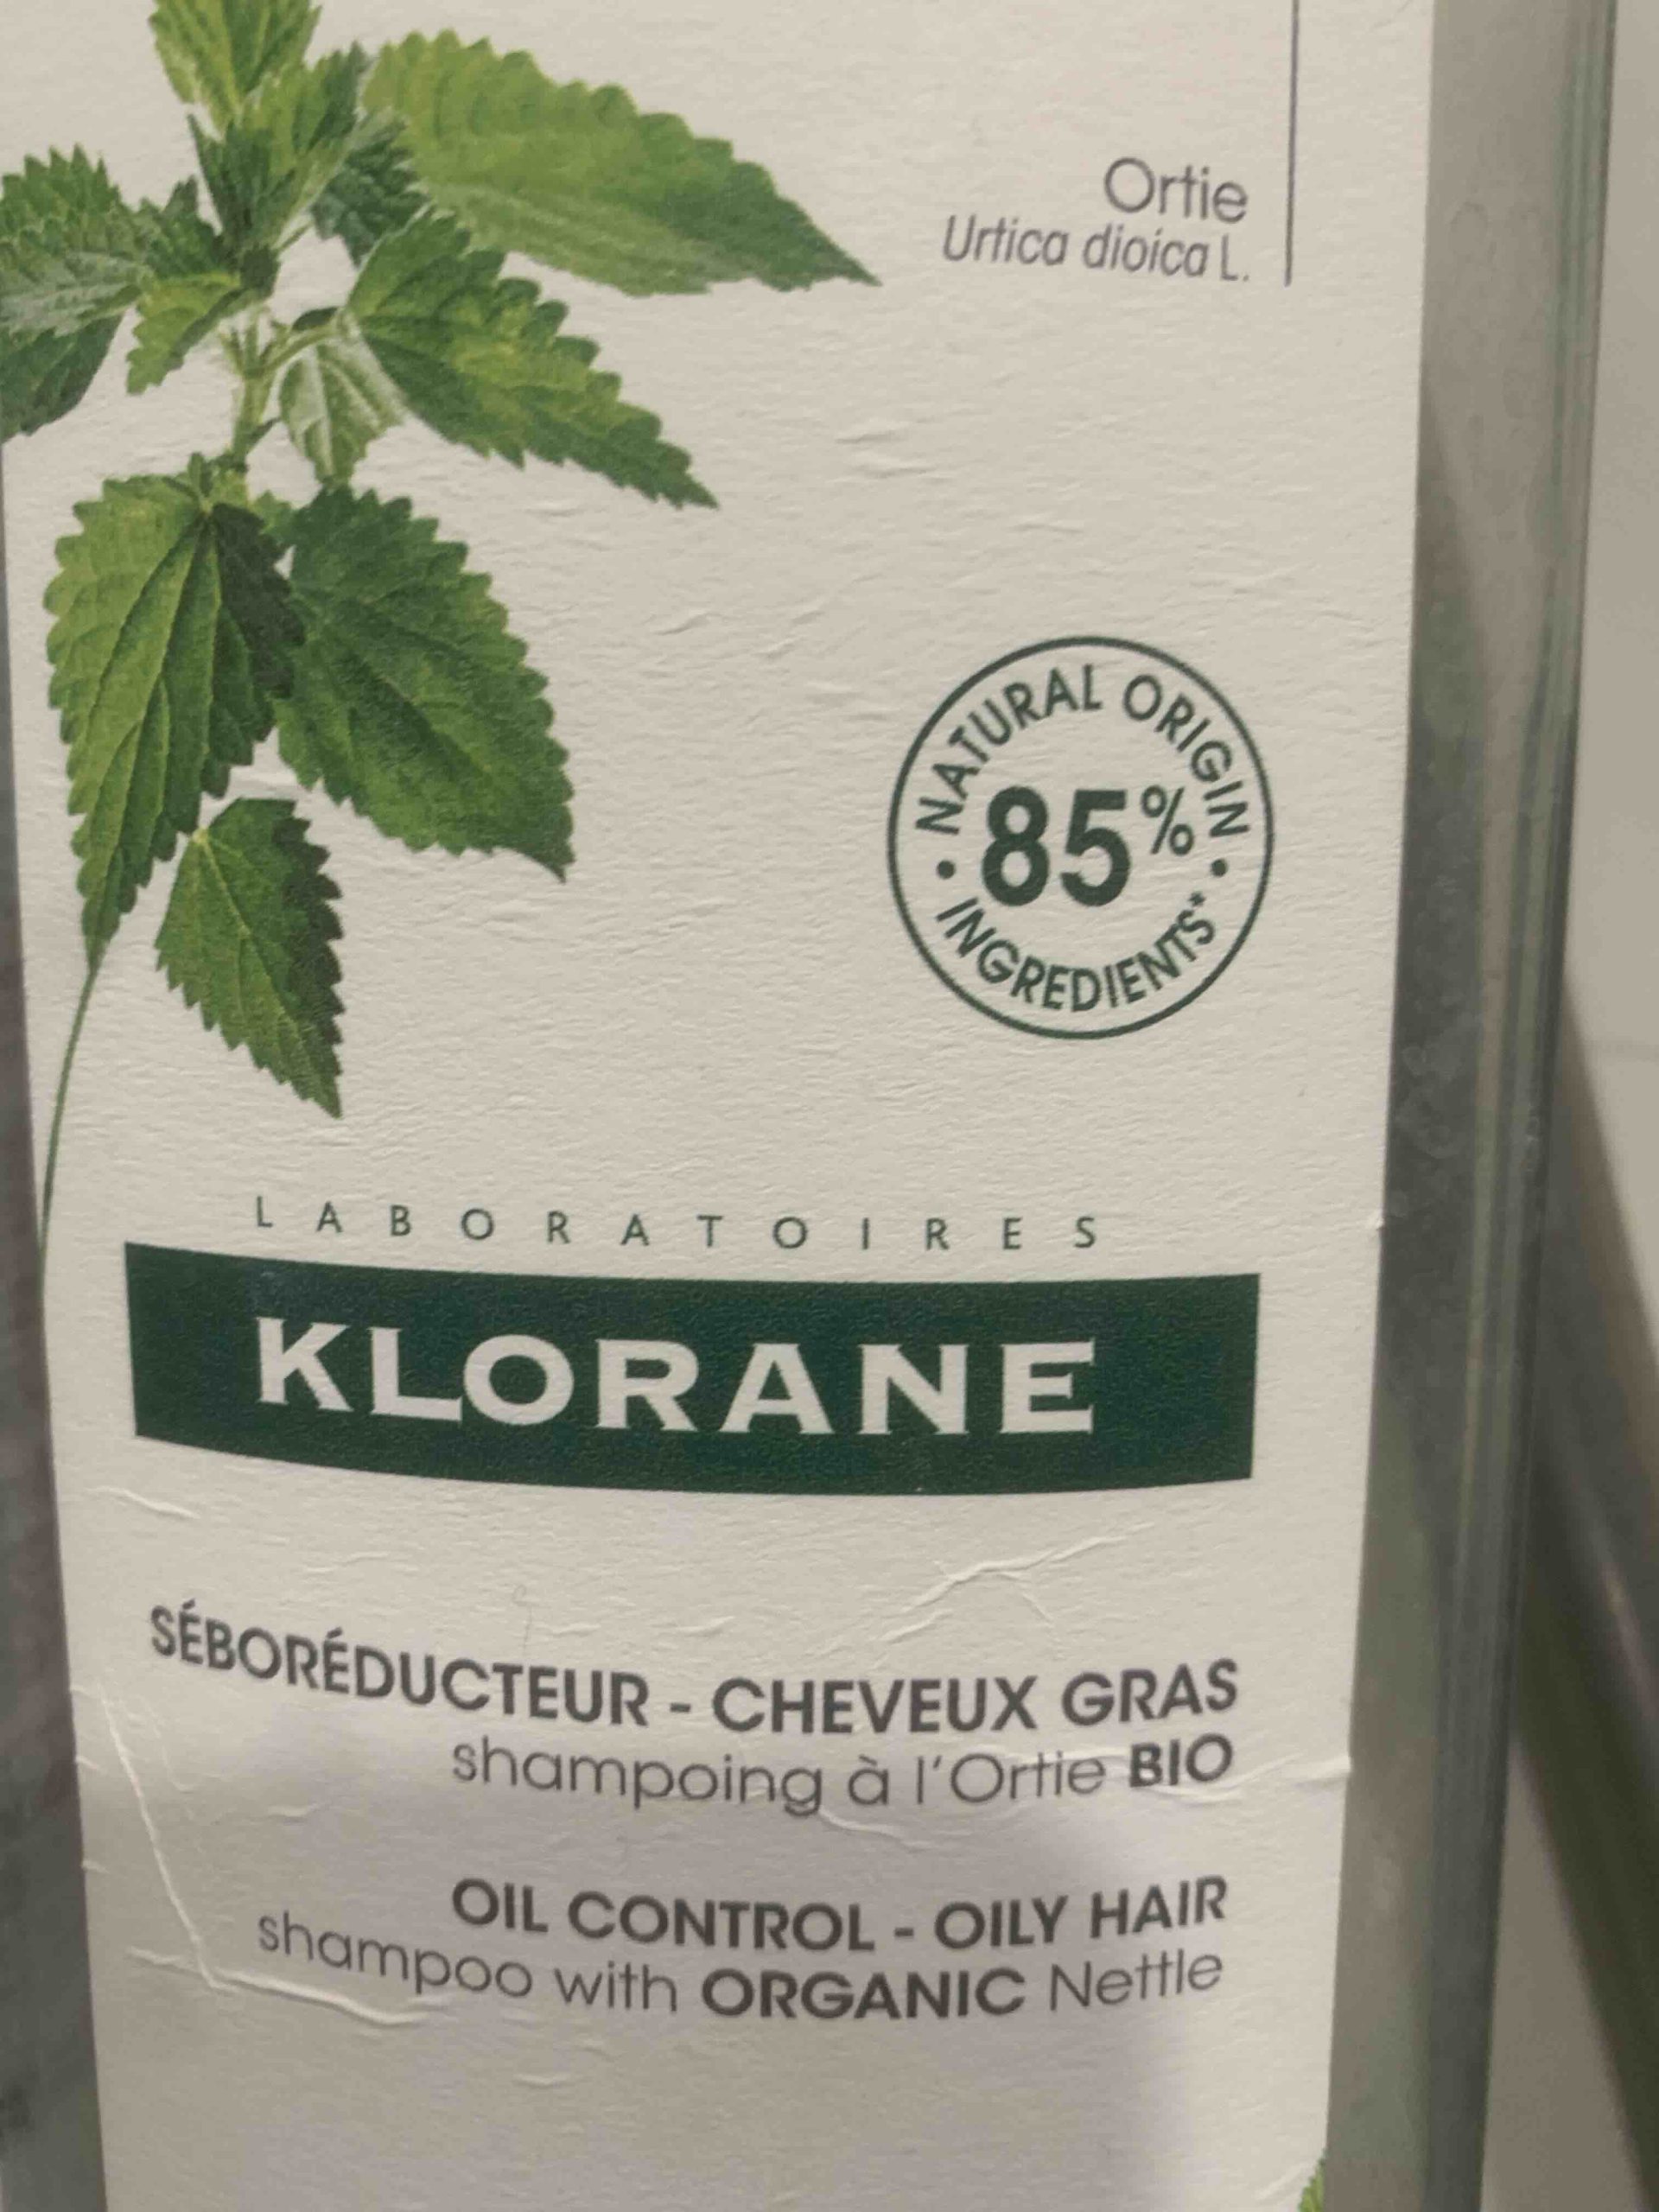 Ortie
Urtica dioica L.
NATURAL ORIGIN
85%
INGREDIENTS*
LABORATOIRES
KLORANE
SÉBORÉDUCTEUR - CHEVEUX GRAS
shampoing à l'Ortie BIO
OIL CONTROL - OILY HAIR
shampoo with ORGANIC Nettle